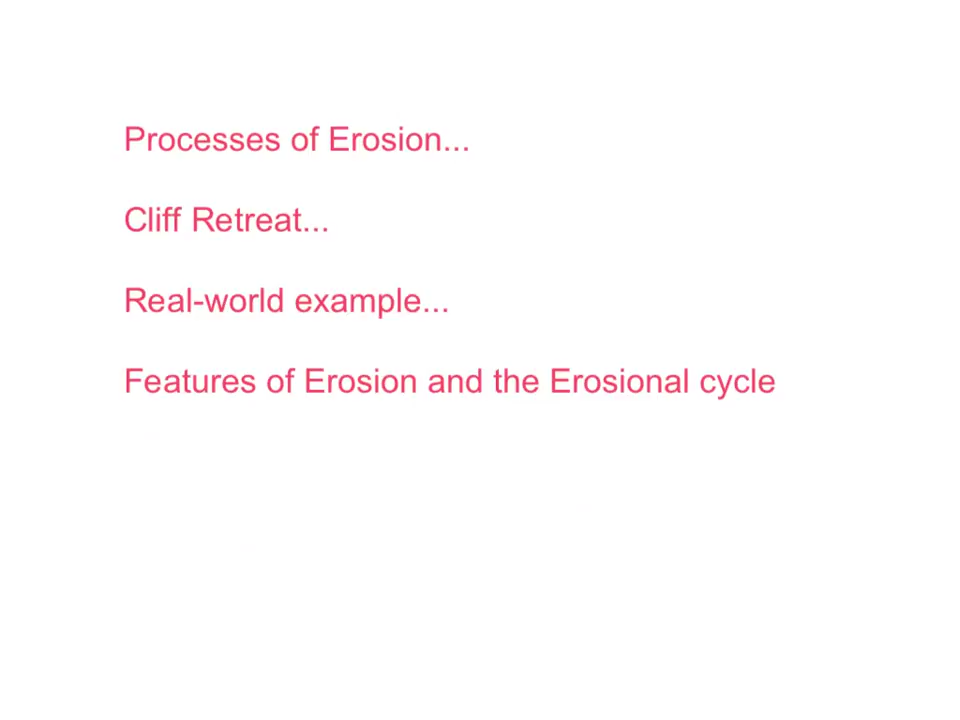 Processes of Erosion...
Cliff Retreat...
Real-world example...
Features of Erosion and the Erosional cycle